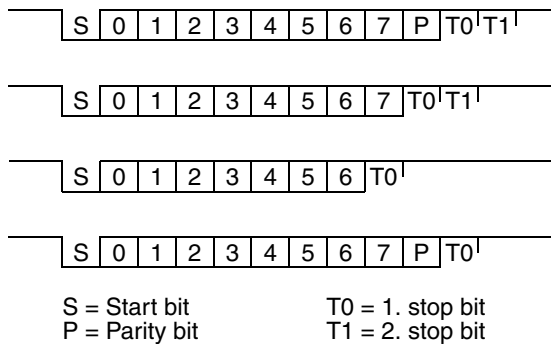 S 0 1 2 3 4 5 6 7 P T0 T1
S 0 1 2 3 4 5 6 7 T0 T1
S 0 1 2 3 4 5 6 T0
S 0 1 2 3 4 5 6 7 P T0
S = Start bit T0 = 1. stop bit
P = Parity bit T1 = 2. stop bit